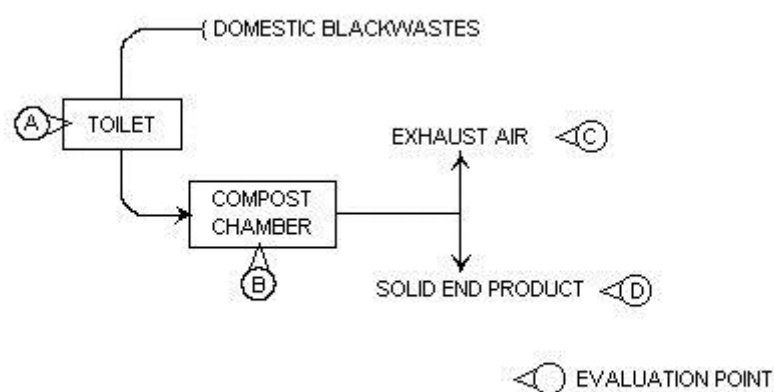 DOMESTIC BLACKWASTES
A
TOILET
EXHAUST AIR
C
COMPOST
CHAMBER
B
SOLID END PRODUCT
D
EVALUATION POINT